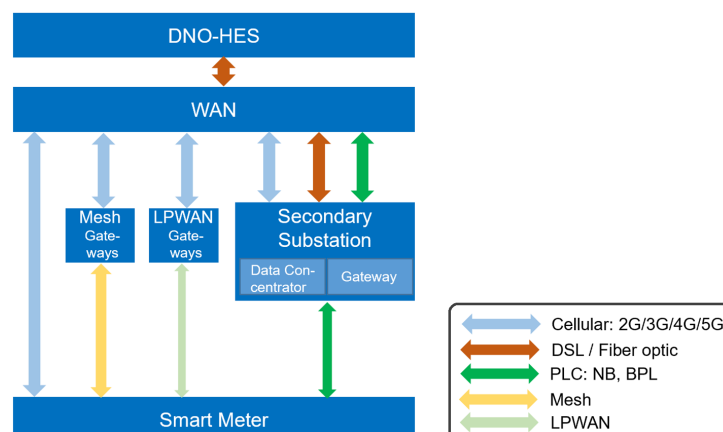 DNO-HES
WAN
Mesh
Gate-
ways
LPWAN
Gate-
ways
Secondary
Substation
Data Con-
centrator
Gateway
Smart Meter
Cellular: 2G/3G/4G/5G
DSL / Fiber optic
PLC: NB, BPL
Mesh
LPWAN